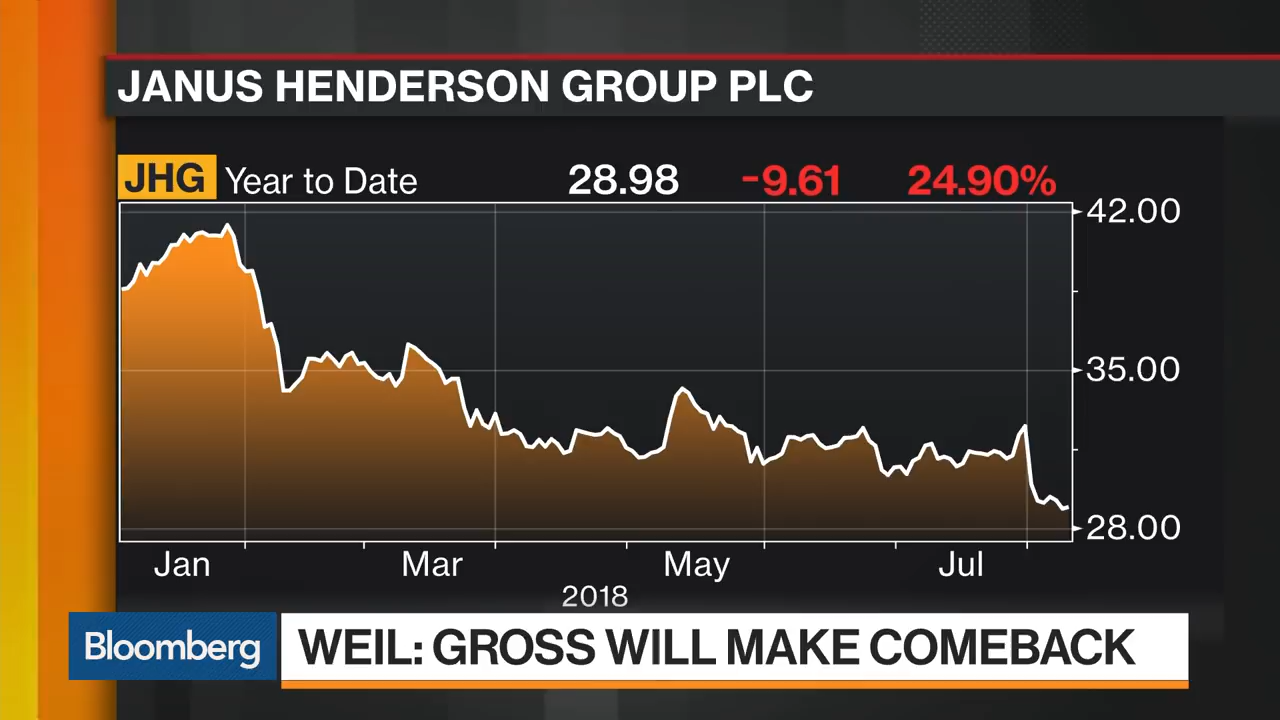 JANUS HENDERSON GROUP PLC
JHG Year to Date 28.98 -9.61 24.90%
42.00
35.00
28.00
Jan Mar May Jul
2018
Bloomberg WEIL: GROSS WILL MAKE COMEBACK